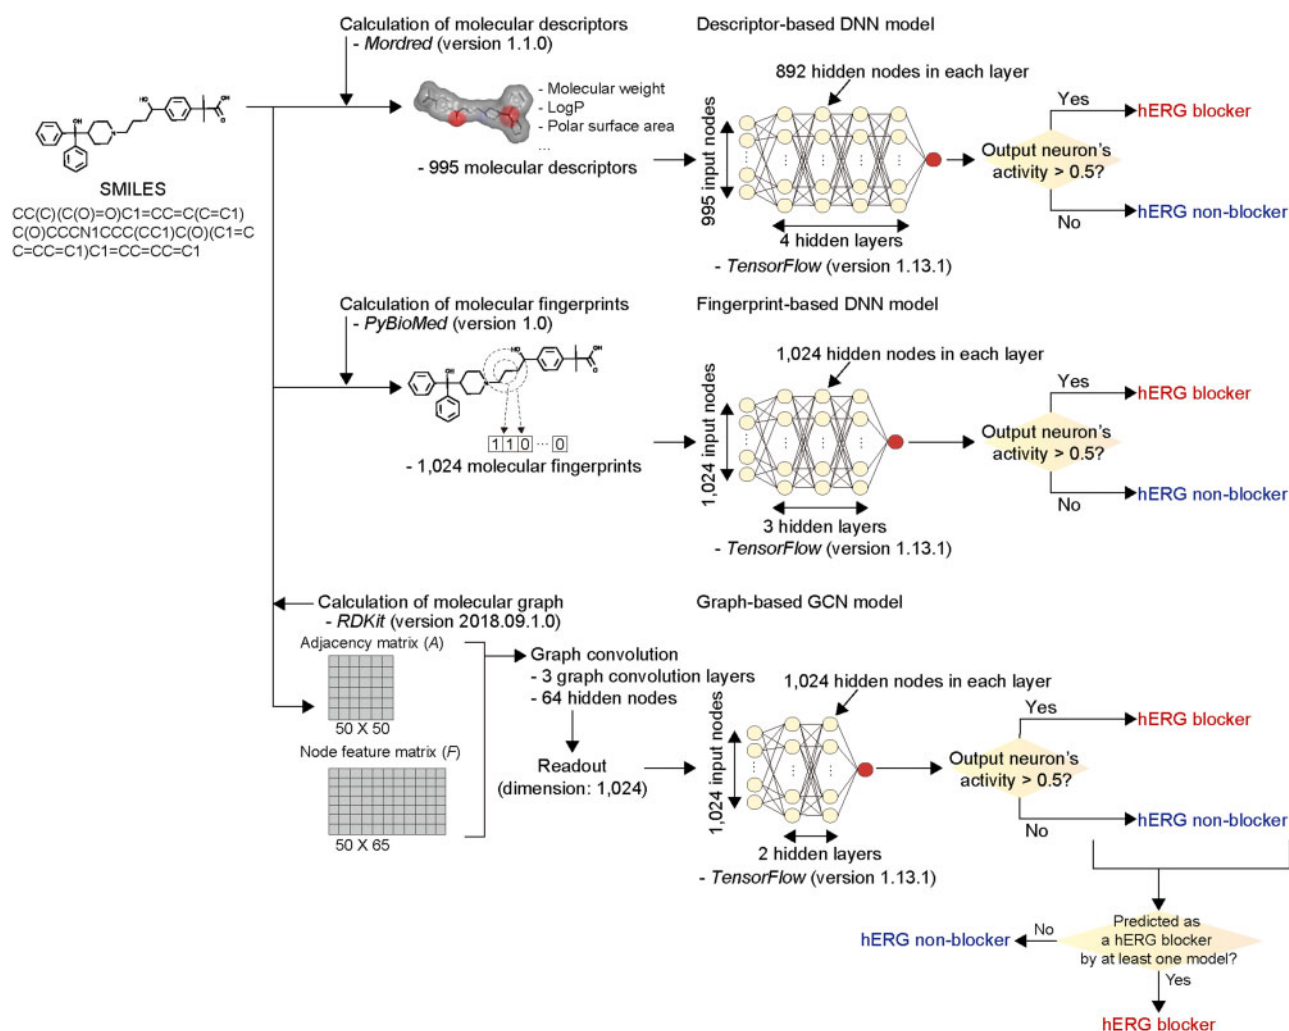 Calculation of molecular descriptors
- Mordred (version 1.1.0)
Descriptor-based DNN model
HO
OH
O
OH
N
SMILES
CC(C)(C(O)=O)C1=CC=C(C=C1)
C(O)CCCN1CCC(CC1)C(O)(C1=C
C=CC=C1)C1=CC=CC=C1
- Molecular weight
- LogP
- Polar surface area
...
- 995 molecular descriptors
892 hidden nodes in each layer
995 input nodes
4 hidden layers
- TensorFlow (version 1.13.1)
Yes
hERG blocker
Output neuron's
activity > 0.5?
No
hERG non-blocker
Calculation of molecular fingerprints
- PyBioMed (version 1.0)
Fingerprint-based DNN model
HO
OH
O
OH
N
1 1 0 ... 0
- 1,024 molecular fingerprints
1,024 hidden nodes in each layer
1,024 input nodes
3 hidden layers
- TensorFlow (version 1.13.1)
Yes
hERG blocker
Output neuron's
activity > 0.5?
No
hERG non-blocker
Calculation of molecular graph
- RDKit (version 2018.09.1.0)
Graph-based GCN model
Adjacency matrix (A)
50 X 50
Node feature matrix (F)
50 X 65
Graph convolution
- 3 graph convolution layers
- 64 hidden nodes
Readout
(dimension: 1,024)
1,024 hidden nodes in each layer
1,024 input nodes
2 hidden layers
- TensorFlow (version 1.13.1)
Yes
hERG blocker
Output neuron's
activity > 0.5?
No
hERG non-blocker
Predicted as
a hERG blocker
by at least one model?
No
hERG non-blocker
Yes
hERG blocker